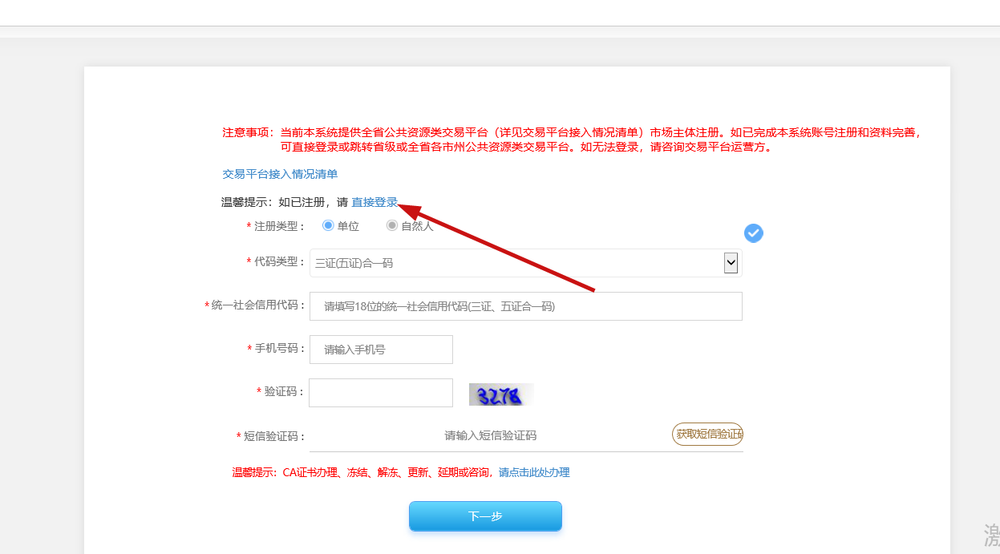 注意事项：当前本系统提供全省公共资源类交易平台（详见交易平台接入情况清单）市场主体注册。如已完成本系统账号注册和资料完善，
可直接登录或跳转省级或全省各市州公共资源类交易平台。如无法登录，请咨询交易平台运营方。
交易平台接入情况清单
温馨提示：如已注册，请 直接登录
* 注册类型： 单位 自然人
* 代码类型： 三证(五证)合一码
* 统一社会信用代码： 请填写18位的统一社会信用代码(三证、五证合一码)
* 手机号码： 请输入手机号
* 验证码： 3278
* 短信验证码： 请输入短信验证码 获取短信验证码
温馨提示：CA证书办理、冻结、解冻、更新、延期或咨询，请点击此处办理
下一步
激